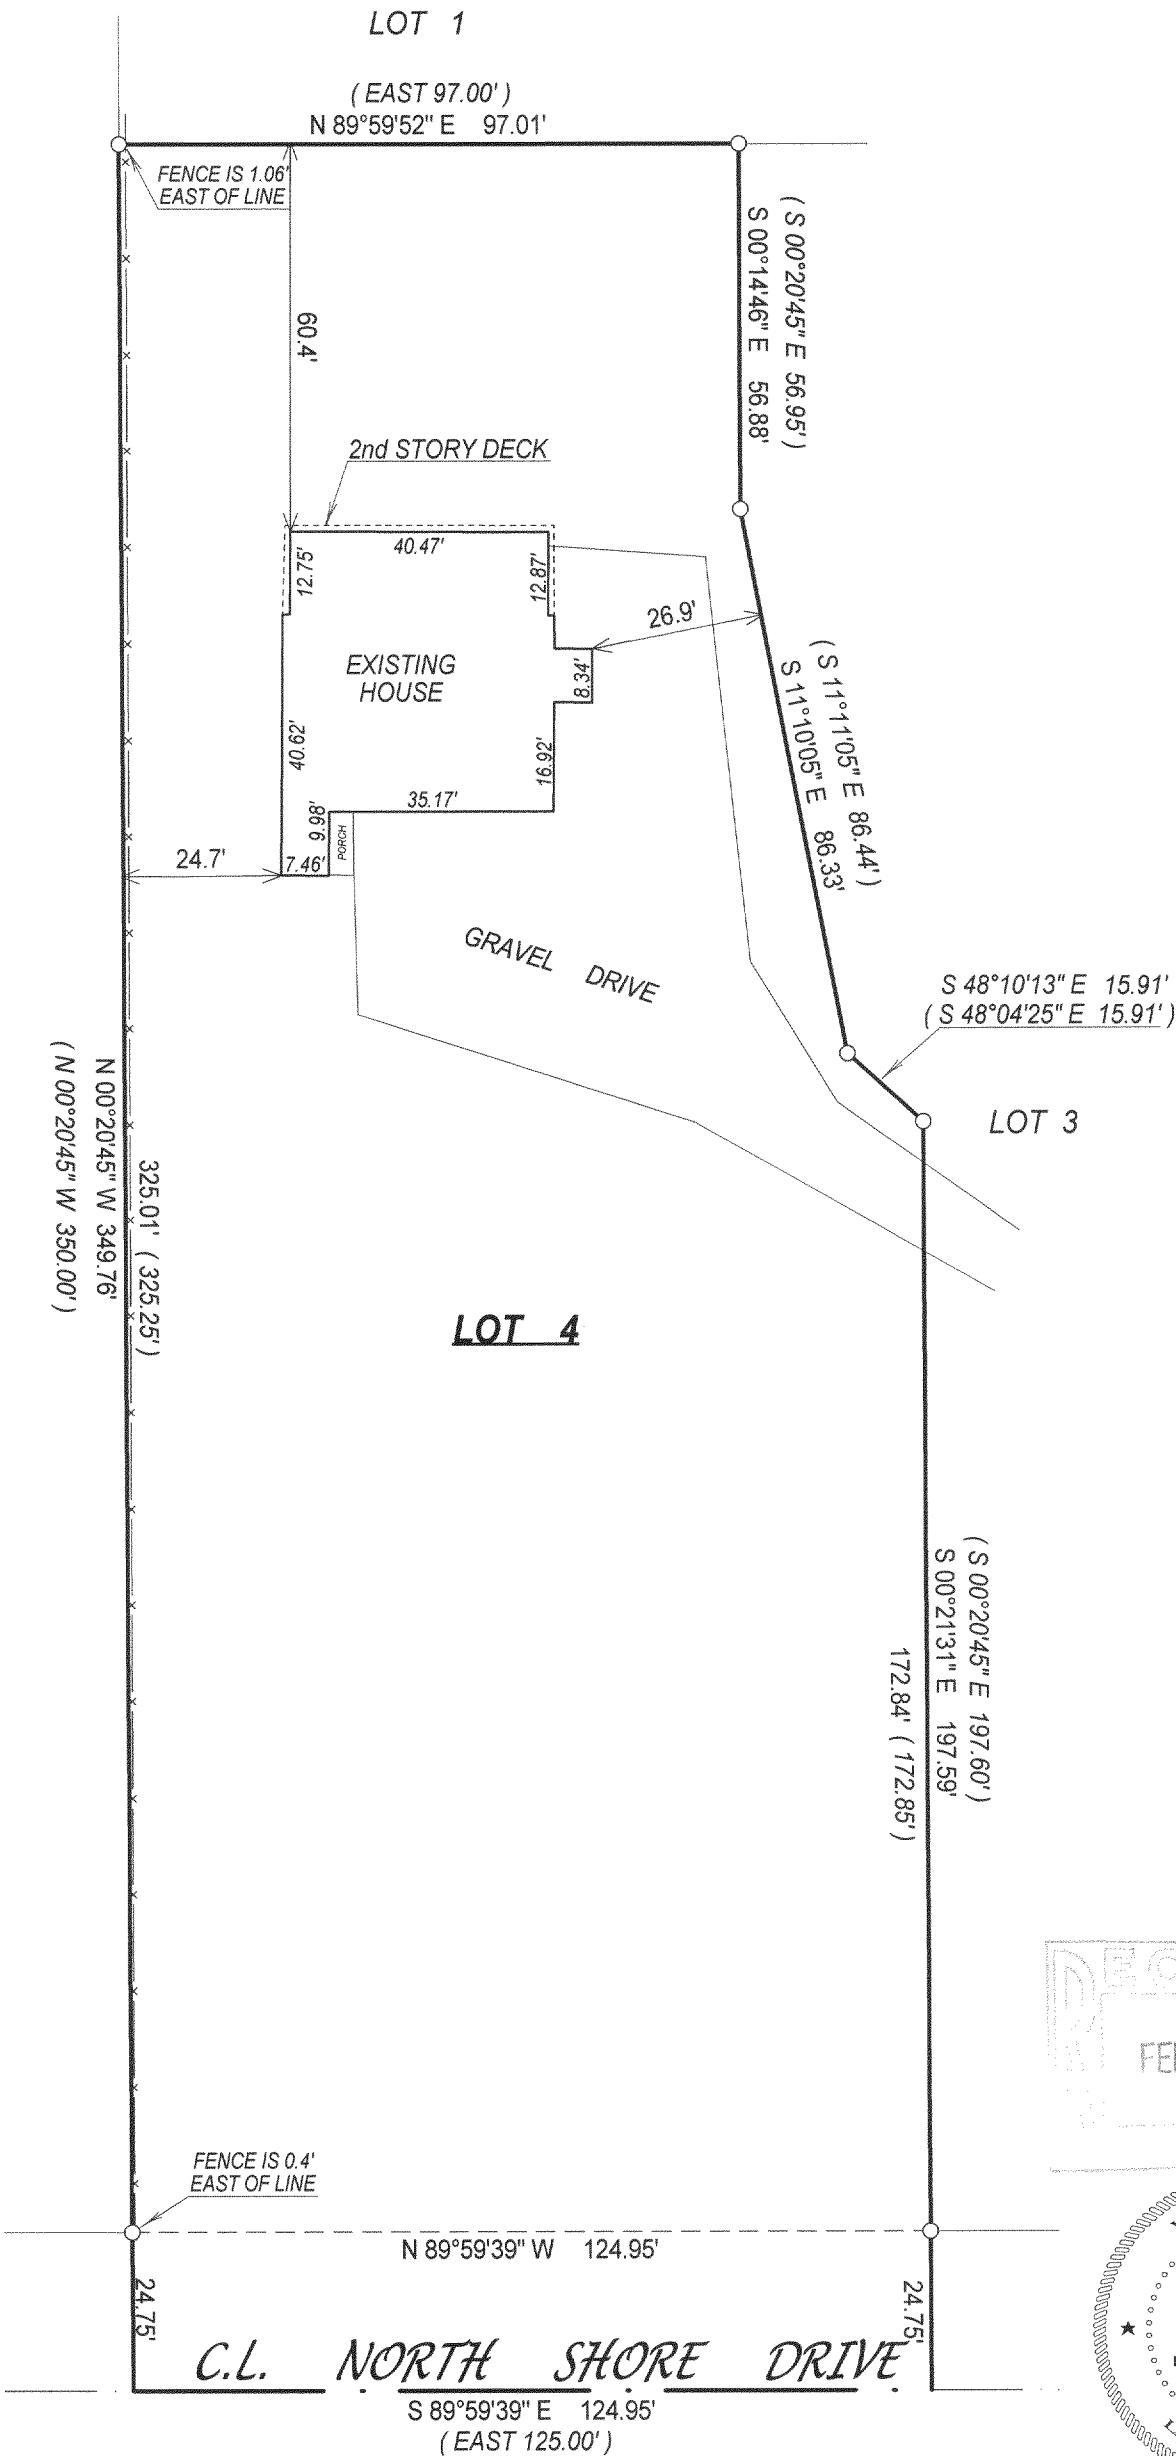 LOT 1
( EAST 97.00' )
N 89°59'52" E 97.01'
FENCE IS 1.06'
EAST OF LINE
( S 00°20'45" E 56.95' )
S 00°14'46" E 56.88'
60.4'
2nd STORY DECK
40.47'
12.75'
12.87'
26.9'
EXISTING
HOUSE
8.34'
( S 11°11'05" E 86.44' )
S 11°10'05" E 86.33'
40.62'
16.92'
35.17'
9.98'
PORCH
24.7'
7.46'
GRAVEL DRIVE
S 48°10'13" E 15.91'
( S 48°04'25" E 15.91' )
LOT 3
325.01' ( 325.25' )
N 00°20'45" W 349.76'
( N 00°20'45" W 350.00' )
LOT 4
( S 00°20'45" E 197.60' )
S 00°21'31" E 197.59'
172.84' ( 172.85' )
FENCE IS 0.4'
EAST OF LINE
N 89°59'39" W 124.95'
24.75'
24.75'
C.L. NORTH SHORE DRIVE
S 89°59'39" E 124.95'
( EAST 125.00' )